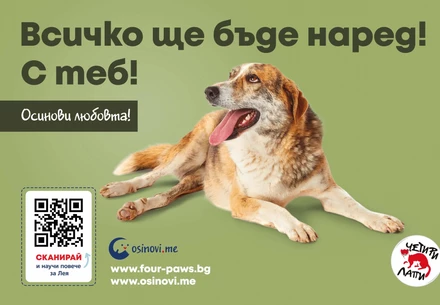 Всичко ще бъде наред!
С теб!
Осинови любовта!
СКАНИРАЙ
и научи повече
за Лея
osinovi.me
www.four-paws.bg
www.osinovi.me
ЧЕТИРИ
ЛАПИ